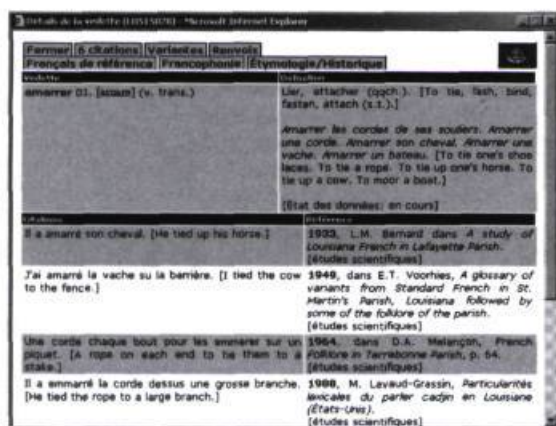 Détails de la vedette (LOSISO78) - Microsoft Internet Explorer
Fermer 6 citations Variantes Renvois
Français de référence Francophonie Étymologie/Historique
Vedette Définition
amarrer 01. (v. trans.)
Lier, attacher (qqch.). [To tie, lash, bind,
fasten, attach (s.t.).]
Amarrer les cordes de ses souliers. Amarrer
une corde. Amarrer son cheval. Amarrer une
vache. Amarrer un bateau. [To tie one's shoe
laces. To tie a rope. To tie up one's horse. To
tie up a cow. To moor a boat.]
[État des données: en cours]
Citations Référence
Il a amarré son cheval. [He tied up his horse.]
1933, L.M. Bernard dans A study of
Louisiana French in Lafayette Parish.
[études scientifiques]
J'ai amarré la vache su la barrière. [I tied the cow
to the fence.]
1949, dans E.T. Voorhies, A glossary of
variants from Standard French in St.
Martin's Parish, Louisiana followed by
some of the folklore of the parish.
[études scientifiques]
Une corde chaque bout pour les emmarer sur un
piquet. [A rope on each end to tie them to a
stake.]
1964, dans D.A. Melançon, French
Folklore in Terrebonne Parish, p. 64.
[études scientifiques]
Il a emmarré la corde dessus une grosse branche.
[He tied the rope to a large branch.]
1988, M. Lavaud-Grassin, Particularités
lexicales du parler cadjin en Louisiane
(États-Unis).
[études scientifiques]